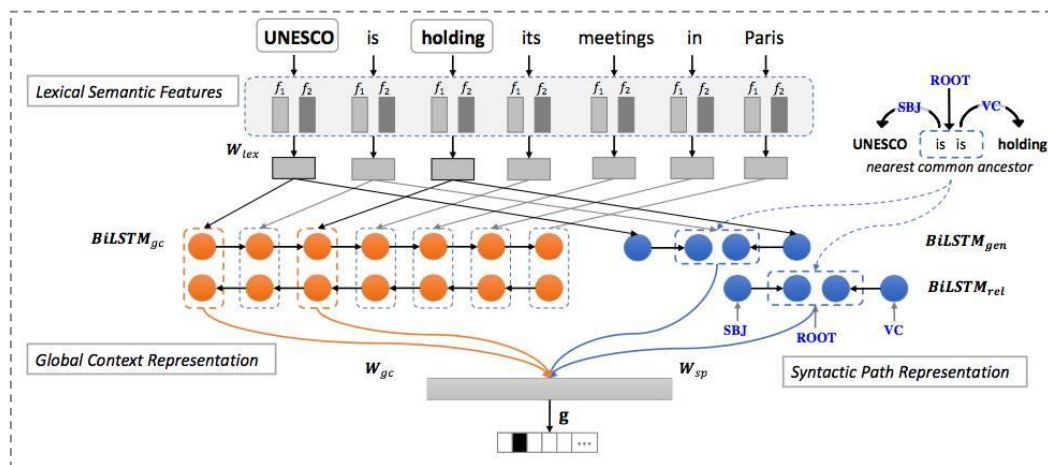 UNESCO is holding its meetings in Paris
Lexical Semantic Features
f1 f2 f1 f2 f1 f2 f1 f2 f1 f2 f1 f2 f1 f2
ROOT
SBJ VC
UNESCO is is holding
nearest common ancestor
Wlex
BiLSTMgc
BiLSTMgen
BiLSTMrel
SBJ ROOT VC
Global Context Representation
Wgc
Wsp
Syntactic Path Representation
g
...